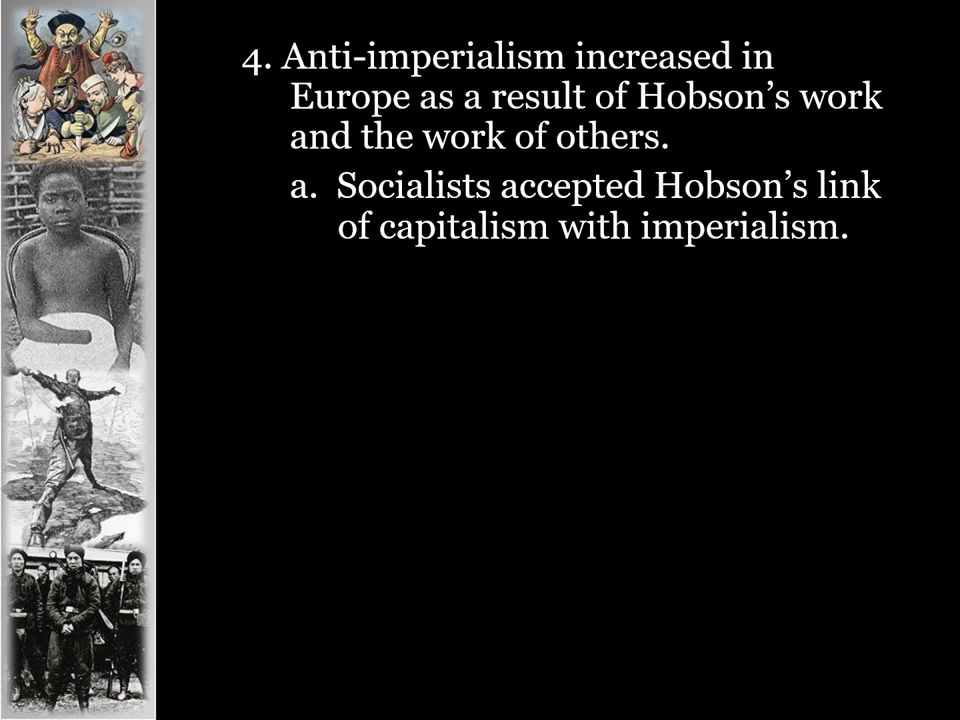 4. Anti-imperialism increased in
Europe as a result of Hobson’s work
and the work of others.
a. Socialists accepted Hobson’s link
of capitalism with imperialism.